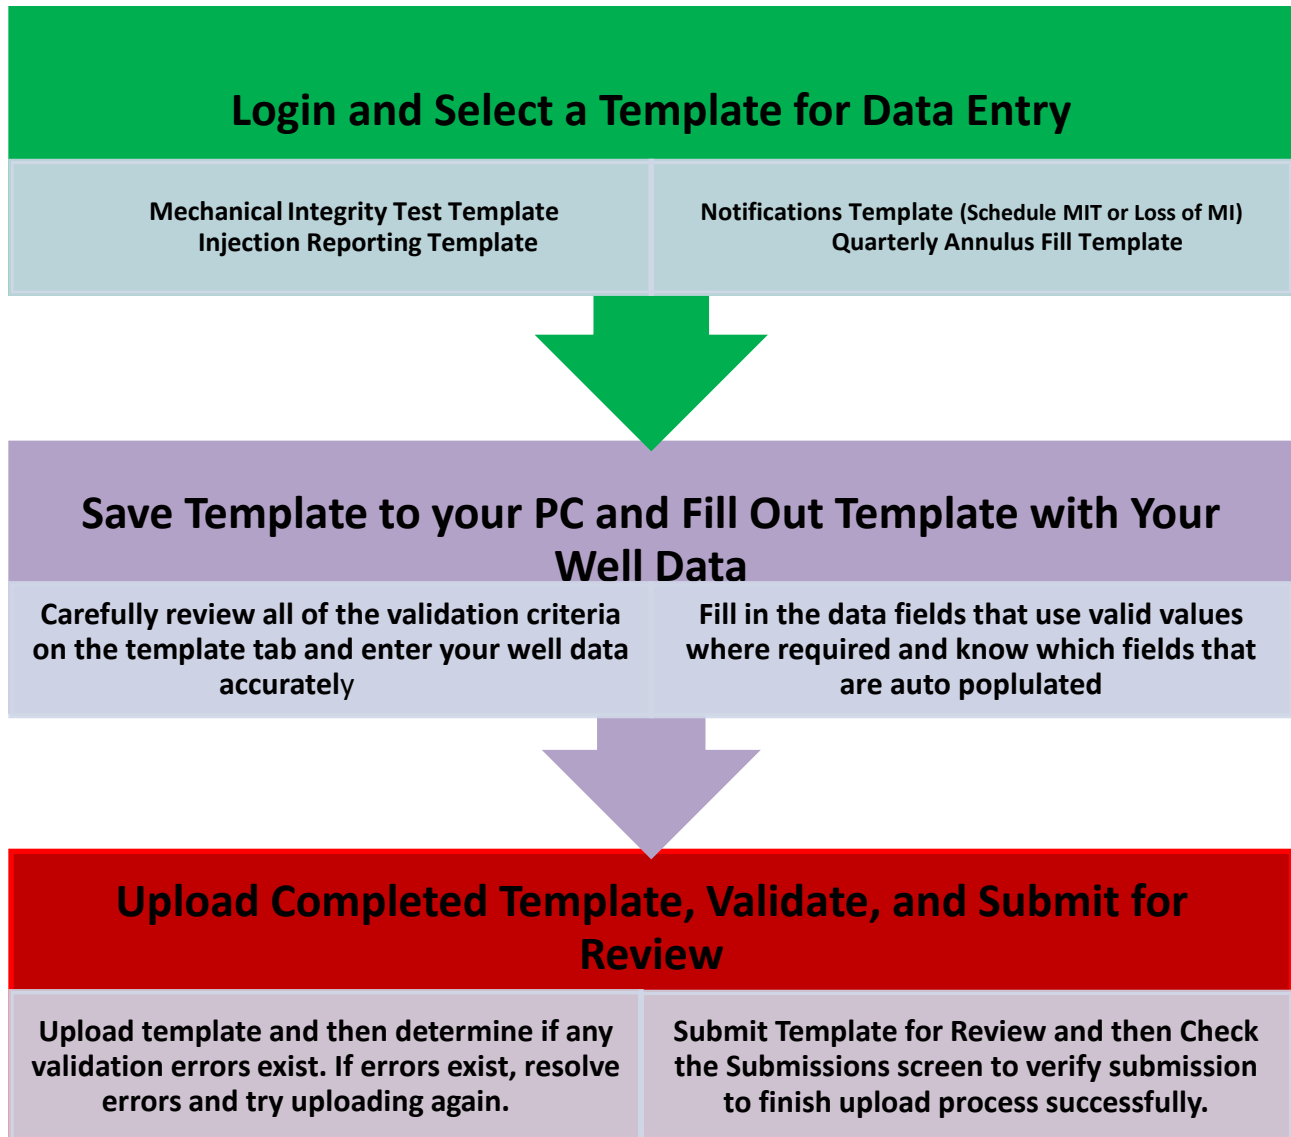 Login and Select a Template for Data Entry
Mechanical Integrity Test Template
Injection Reporting Template
Notifications Template (Schedule MIT or Loss of MI)
Quarterly Annulus Fill Template
Save Template to your PC and Fill Out Template with Your
Well Data
Carefully review all of the validation criteria
on the template tab and enter your well data
accurately
Fill in the data fields that use valid values
where required and know which fields that
are auto poplulated
Upload Completed Template, Validate, and Submit for
Review
Upload template and then determine if any
validation errors exist. If errors exist, resolve
errors and try uploading again.
Submit Template for Review and then Check
the Submissions screen to verify submission
to finish upload process successfully.